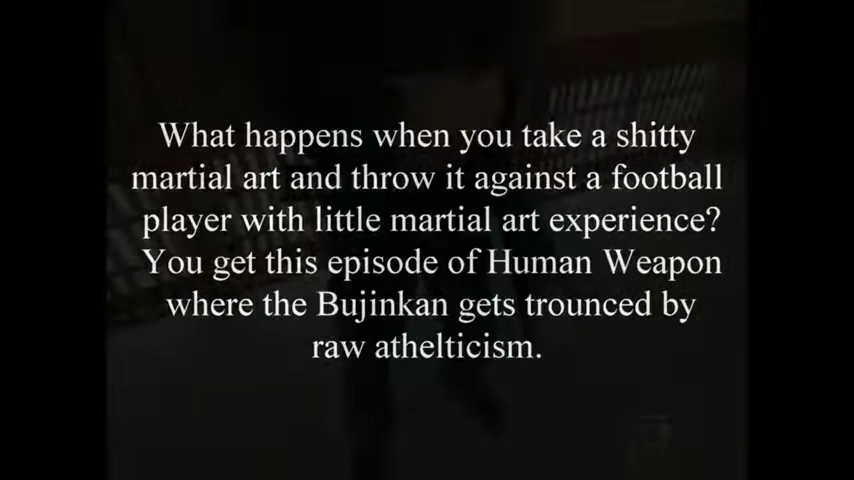 What happens when you take a shitty
martial art and throw it against a football
player with little martial art experience?
You get this episode of Human Weapon
where the Bujinkan gets trounced by
raw athelticism.